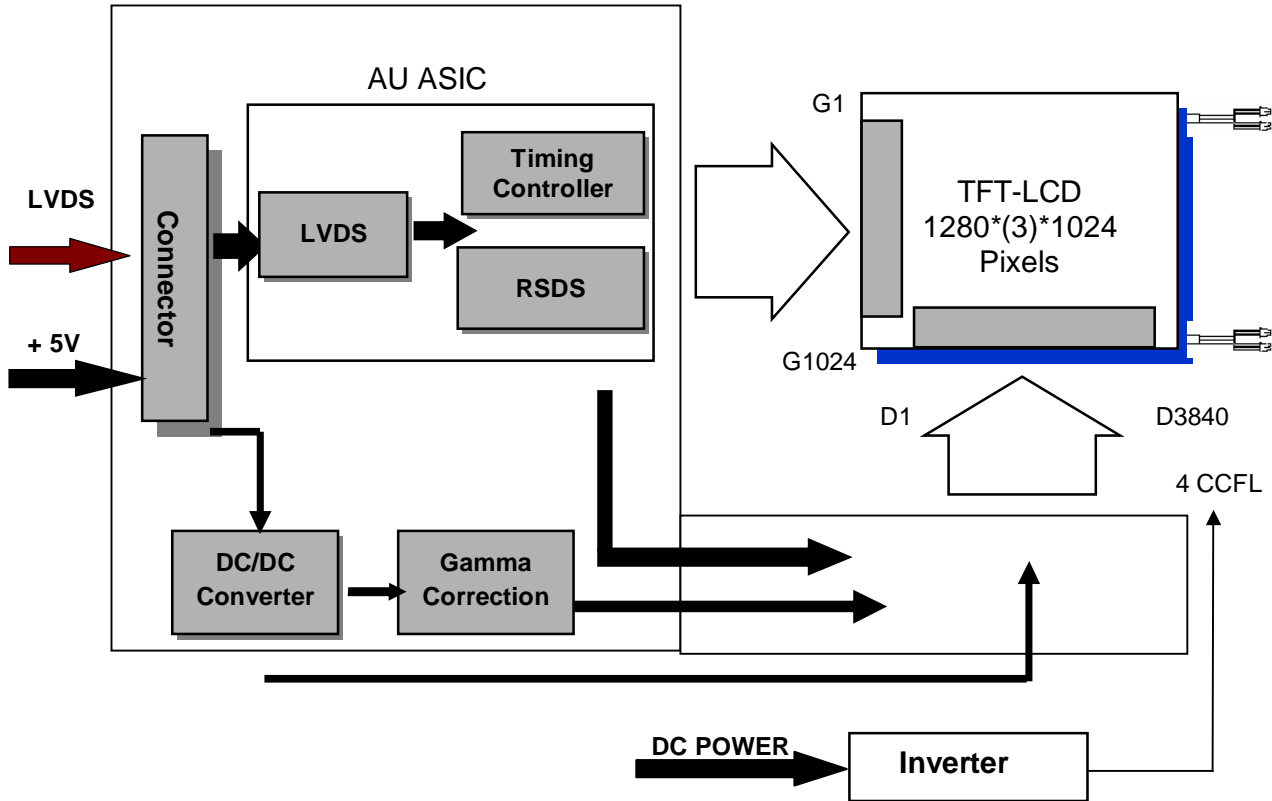 AU ASIC
G1
Timing
Controller
LVDS
Connector
LVDS
TFT-LCD
1280*(3)*1024
Pixels
RSDS
+ 5V
G1024
D1
D3840
4 CCFL
DC/DC
Converter
Gamma
Correction
DC POWER
Inverter